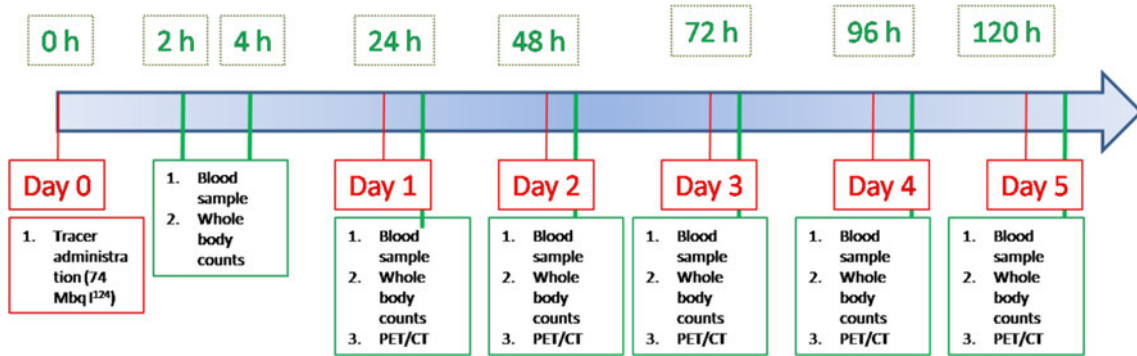 0 h
2 h
4 h
24 h
48 h
72 h
96 h
120 h
Day 0
Day 1
Day 2
Day 3
Day 4
Day 5
1. Tracer
administra
tion (74
Mbq I¹²⁴)
1. Blood
sample
2. Whole
body
counts
1. Blood
sample
2. Whole
body
counts
3. PET/CT
1. Blood
sample
2. Whole
body
counts
3. PET/CT
1. Blood
sample
2. Whole
body
counts
3. PET/CT
1. Blood
sample
2. Whole
body
counts
3. PET/CT
1. Blood
sample
2. Whole
body
counts
3. PET/CT